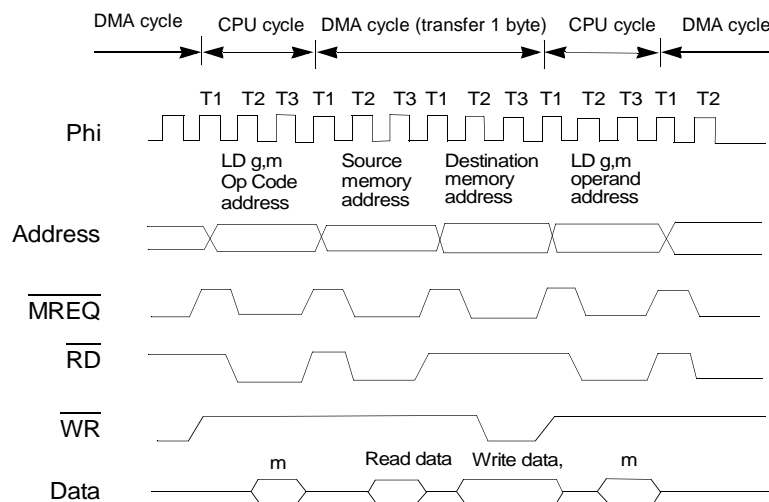 DMA cycle CPU cycle DMA cycle (transfer 1 byte) CPU cycle DMA cycle
T1 T2 T3 T1 T2 T3 T1 T2 T3 T1 T2 T3 T1 T2
Phi
LD g,m Source Destination LD g,m
Op Code memory memory operand
address address address address
Address
MREQ
RD
WR
m Read data Write data, m
Data